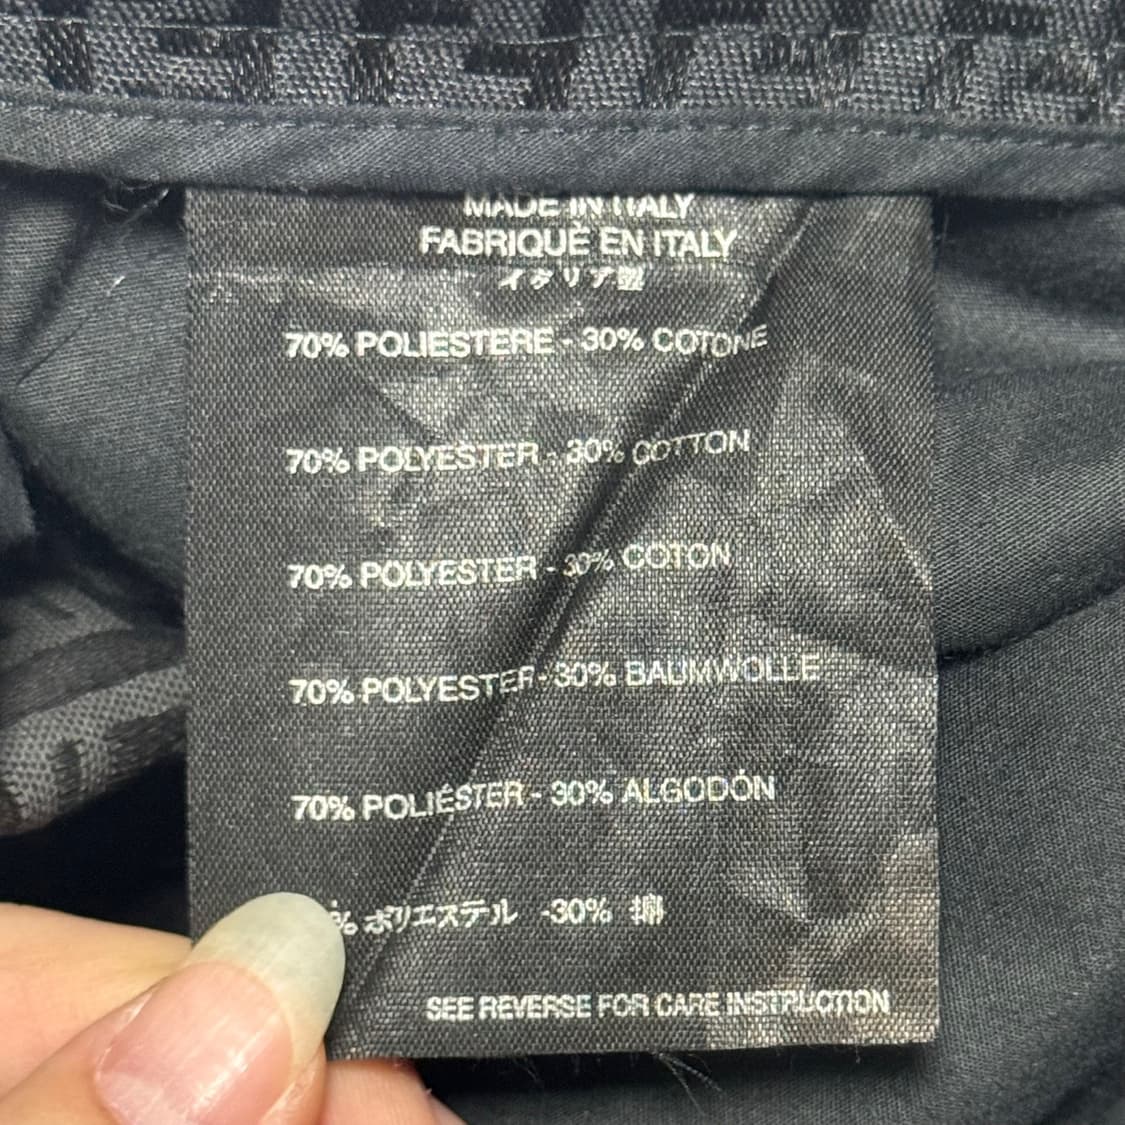 MADE IN ITALY
FABRIQUÈ EN ITALY
イタリア製
70% POLIESTERE - 30% COTONE
70% POLYESTER - 30% COTTON
70% POLYESTER - 30% COTON
70% POLYESTER - 30% BAUMWOLLE
70% POLIÉSTER - 30% ALGODÓN
% ポリエステル -30% 綿
SEE REVERSE FOR CARE INSTRUCTION